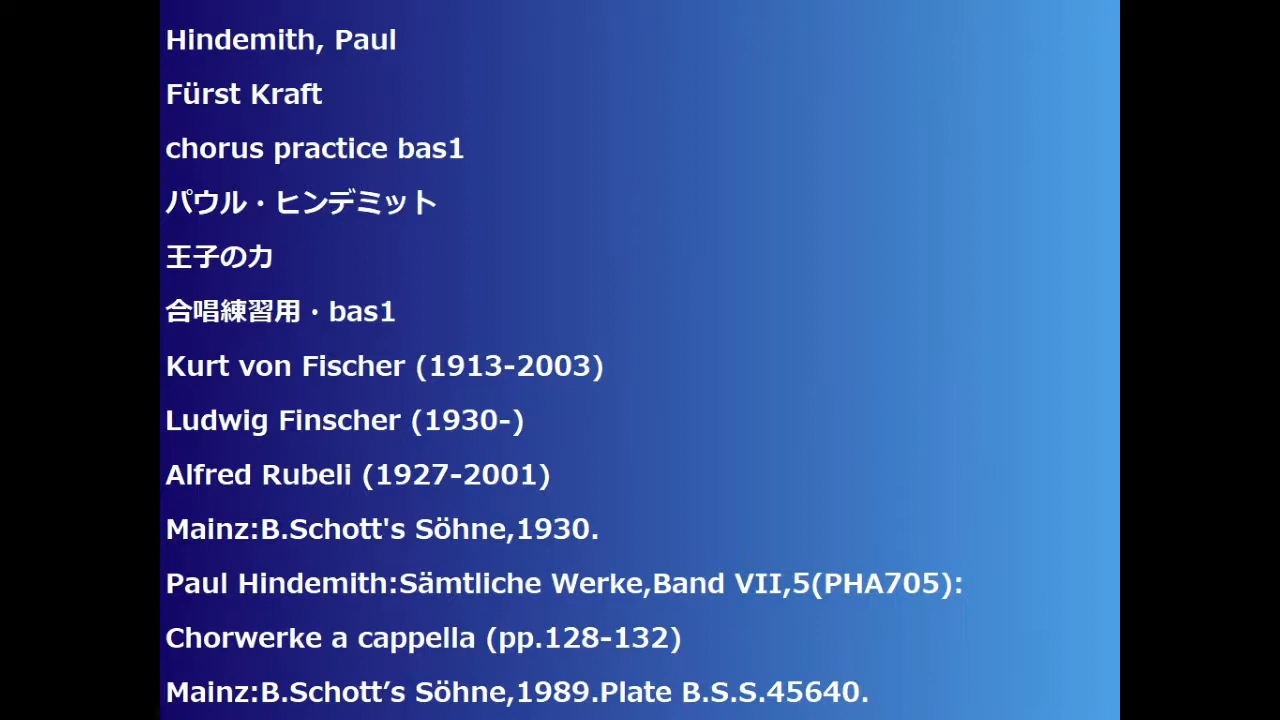 Hindemith, Paul
Fürst Kraft
chorus practice bas1
パウル・ヒンデミット
王子の力
合唱練習用・bas1
Kurt von Fischer (1913-2003)
Ludwig Finscher (1930-)
Alfred Rubeli (1927-2001)
Mainz:B.Schott's Söhne,1930.
Paul Hindemith:Sämtliche Werke,Band VII,5(PHA705):
Chorwerke a cappella (pp.128-132)
Mainz:B.Schott’s Söhne,1989.Plate B.S.S.45640.